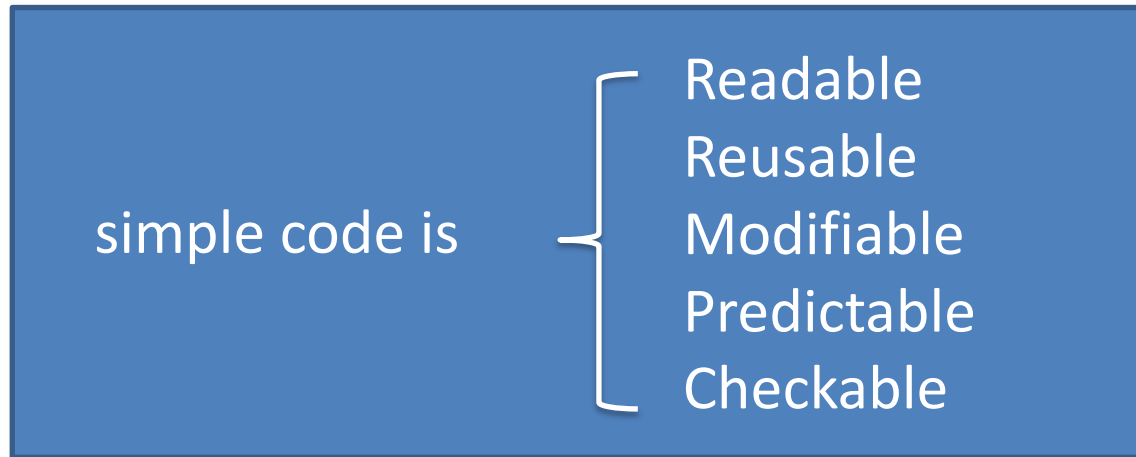 simple code is
Readable
Reusable
Modifiable
Predictable
Checkable